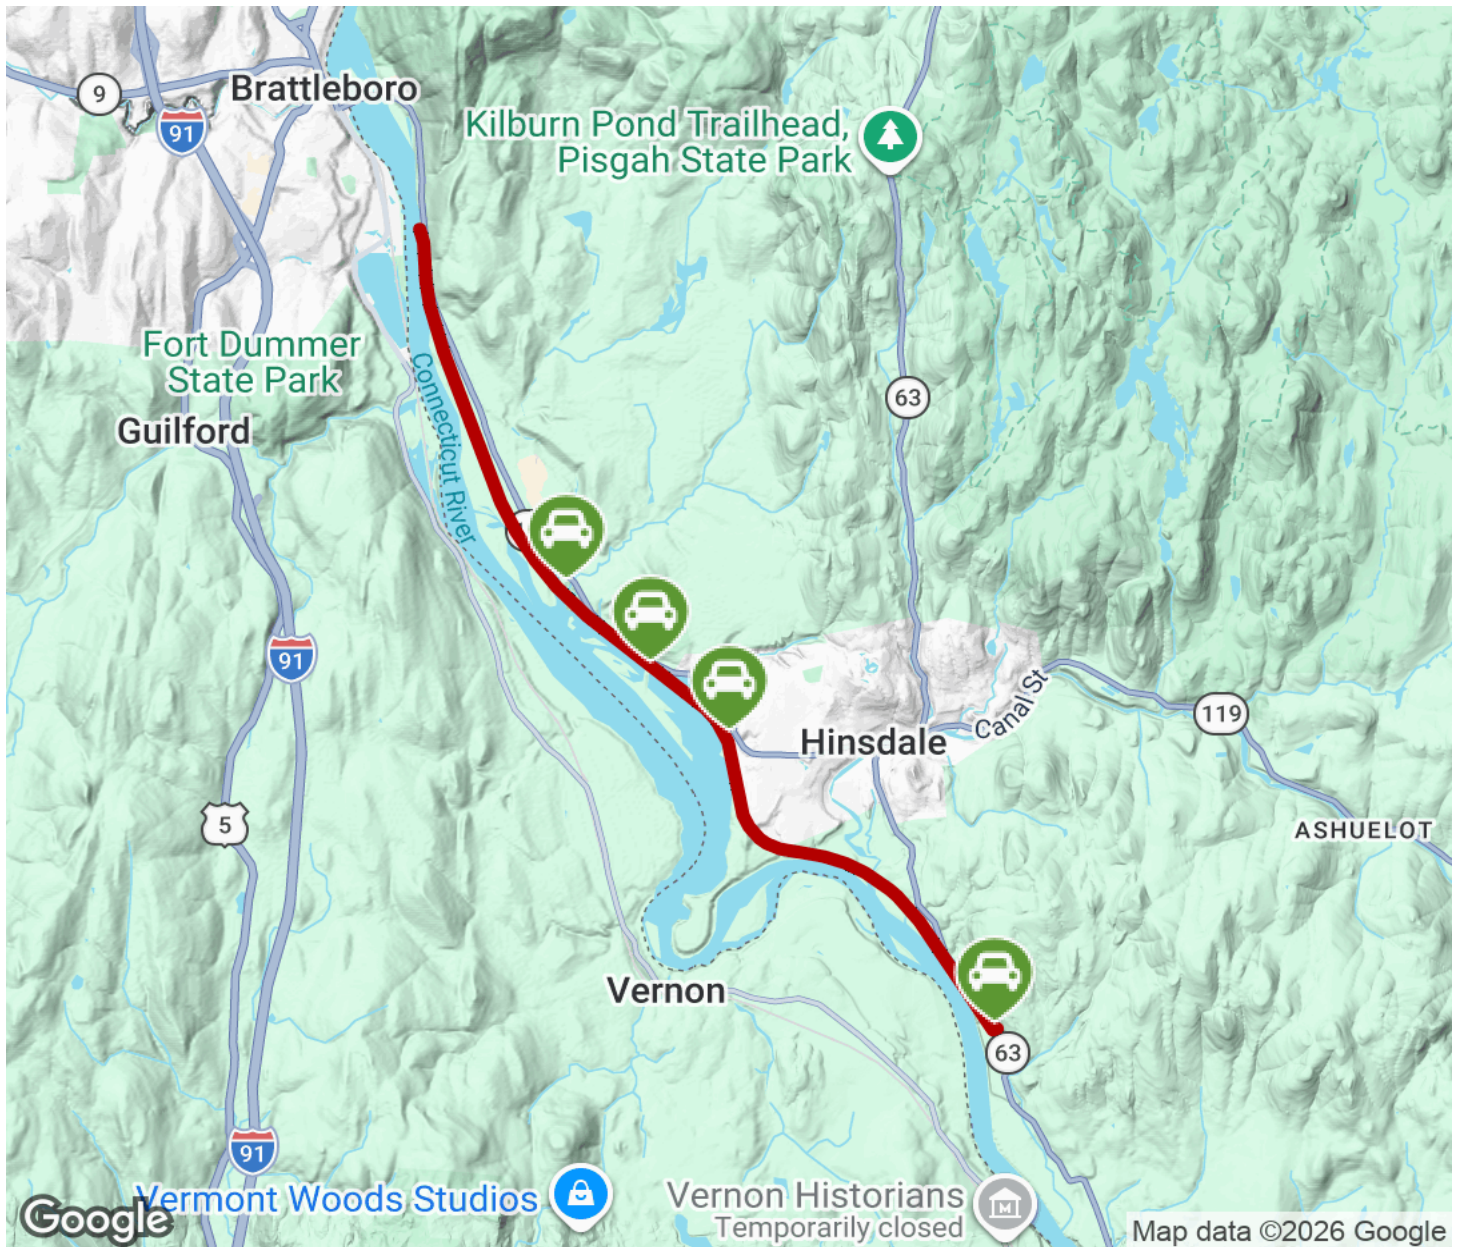 Brattleboro
9
91
Kilburn Pond Trailhead,
Pisgah State Park
Fort Dummer
State Park
Guilford
Connecticut River
63
91
Canal St
119
Hinsdale
5
ASHUELOT
Vernon
63
91
Vermont Woods Studios
Vernon Historians
Temporarily closed
Google
Map data ©2026 Google